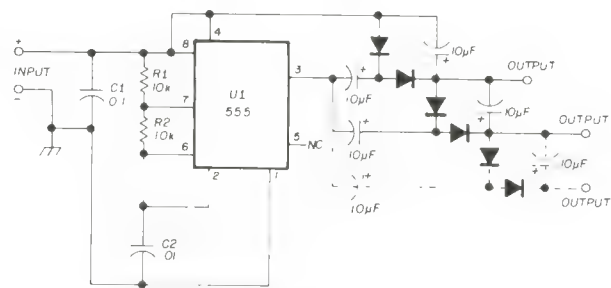 +
INPUT
-
C1
0.1
R1
10k
R2
10k
8
7
6
4
U1
555
3
5
NC
2
1
C2
.01
+
10µF
+
10µF
OUTPUT
+
10µF
+
10µF
OUTPUT
+
10µF
+
10µF
OUTPUT